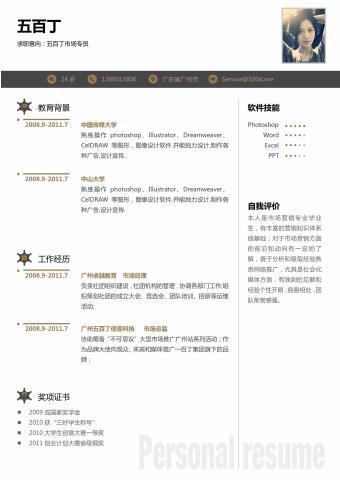 五百丁
求职意向：五百丁市场专员
24 岁
1380013800
广东省广州市
Service@500d.me
教育背景
2008.9-2011.7
中国传媒大学
熟练操作 photoshop、Illustrator、Dreamweaver、
CelDRAW 等图形，图像设计软件,并能独力设计,制作各
种广告,设计宣传.
2008.9-2011.7
中山大学
熟练操作 photoshop、Illustrator、Dreamweaver、
CelDRAW 等图形，图像设计软件,并能独力设计,制作各
种广告,设计宣传.
工作经历
2008.9-2011.7
广州卓越教育 市场经理
负责社团组织建设 , 社团机构的管理 , 协调各部门工作.组
织策划社团的成立大会、竞选会、团队培训、招新等运维
活动;
2008.9-2011.7
广州五百丁信息科技 市场总监
协助筹备“不可思议”大型市场推广广州站系列活动；作
为品牌大使向观众、来宾和媒体推广一百丁集团旗下的品
牌；
奖项证书
2009 或国家奖学金
2010 获“三好学生称号”
2010 大学生创意大赛一等奖
2011 创业计划大赛省级铜奖
软件技能
Photoshop
Word
Excel
PPT
自我评价
本人是市场营销专业毕业
生，有丰富的营销知识体系
做基础；对于市场营销方面
的前沿和动向有一定的了
解，善于分析和吸取经验熟
悉网络推广，尤其是社会化
媒体方面，有独到的见解和
经验个性开朗 ,容易相处 ,团
队荣誉感强。
Personal resume